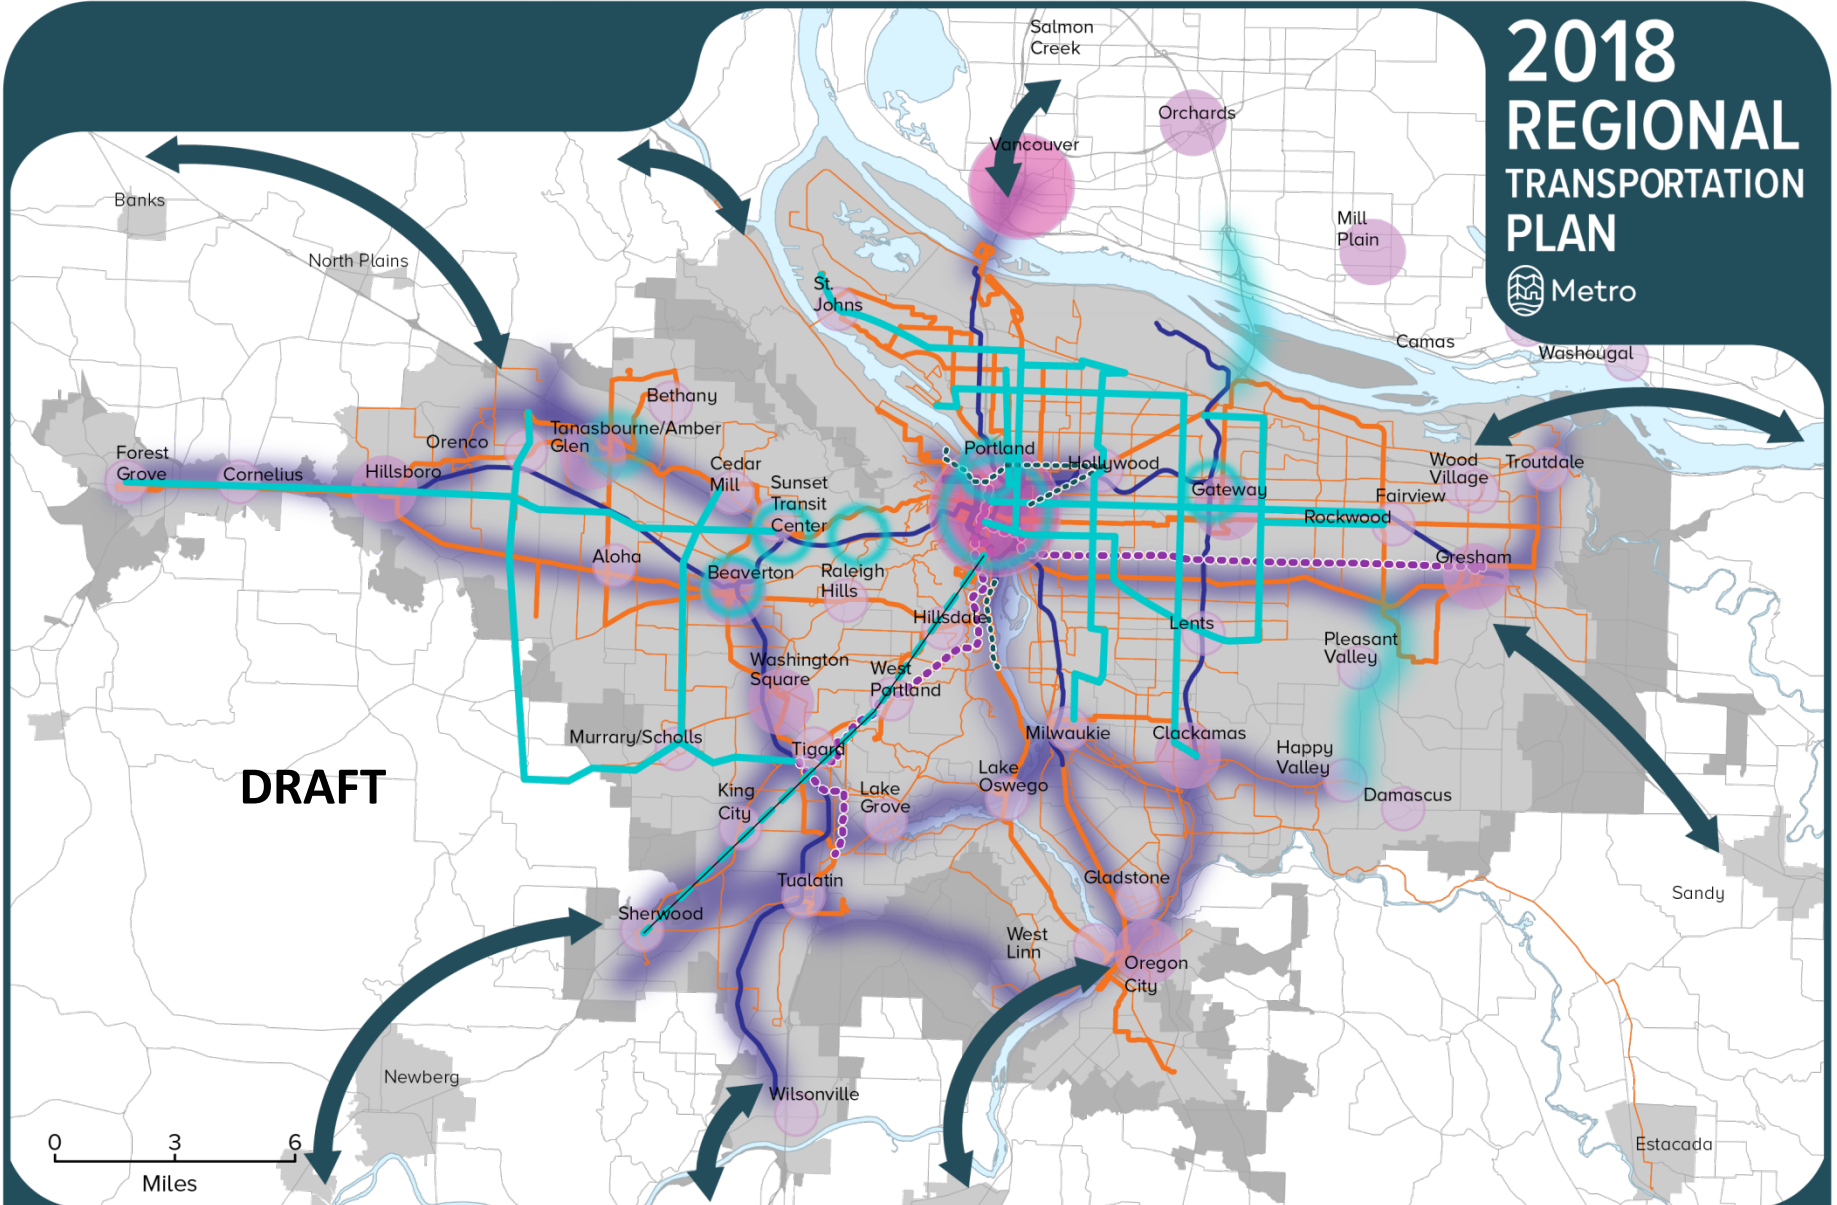 2018
REGIONAL
TRANSPORTATION
PLAN
Metro
Salmon
Creek
Orchards
Vancouver
Banks
Mill
Plain
North Plains
St.
Johns
Camas
Washougal
Bethany
Tanasbourne/Amber
Glen
Orenco
Forest
Grove
Cornelius
Hillsboro
Cedar
Mill
Sunset
Transit
Center
Portland
Hollywood
Gateway
Wood
Village
Troutdale
Fairview
Rockwood
Gresham
Aloha
Beaverton
Raleigh
Hills
Hillsdale
Lents
Pleasant
Valley
Washington
Square
West
Portland
Murrary/Scholls
Tigard
Milwaukie
Clackamas
Happy
Valley
DRAFT
King
City
Lake
Grove
Lake
Oswego
Damascus
Tualatin
Gladstone
Sandy
Sherwood
West
Linn
Oregon
City
Newberg
Wilsonville
Estacada
0 3 6
Miles